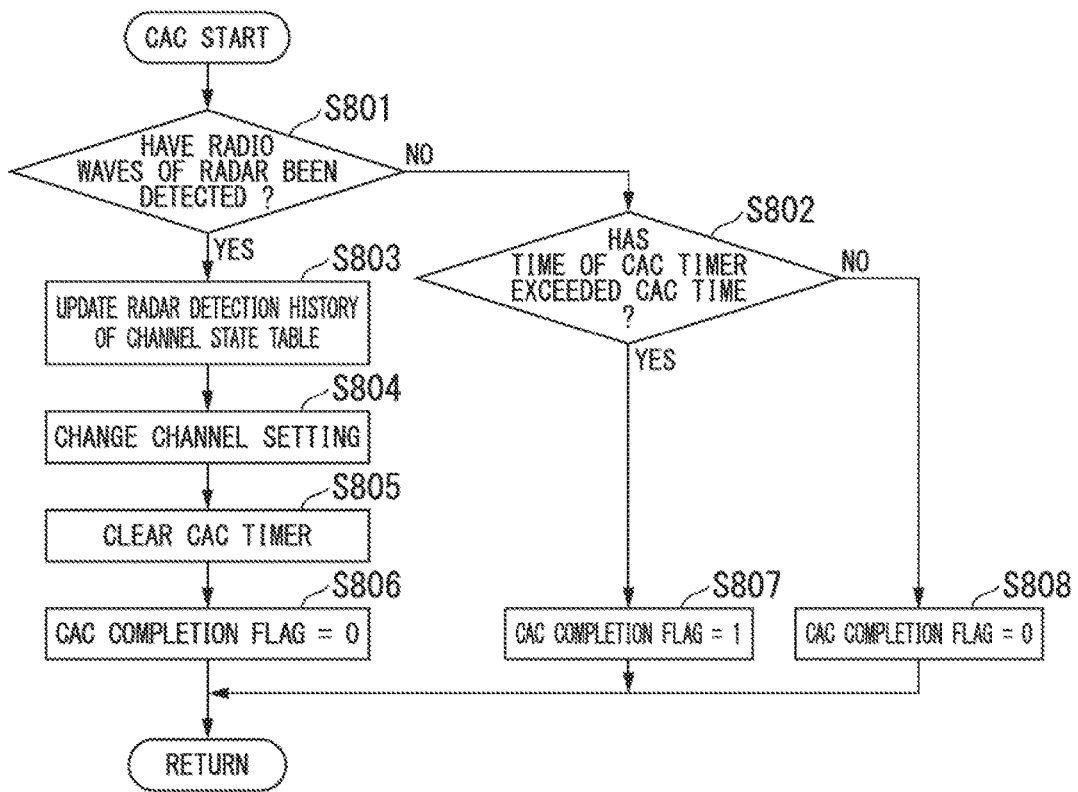 CAC START
S801
HAVE RADIO
WAVES OF RADAR BEEN
DETECTED ?
NO
YES
S802
HAS
TIME OF CAC TIMER
EXCEEDED CAC TIME
?
NO
YES
S803
UPDATE RADAR DETECTION HISTORY
OF CHANNEL STATE TABLE
S804
CHANGE CHANNEL SETTING
S805
CLEAR CAC TIMER
S806
CAC COMPLETION FLAG = 0
S807
CAC COMPLETION FLAG = 1
S808
CAC COMPLETION FLAG = 0
RETURN